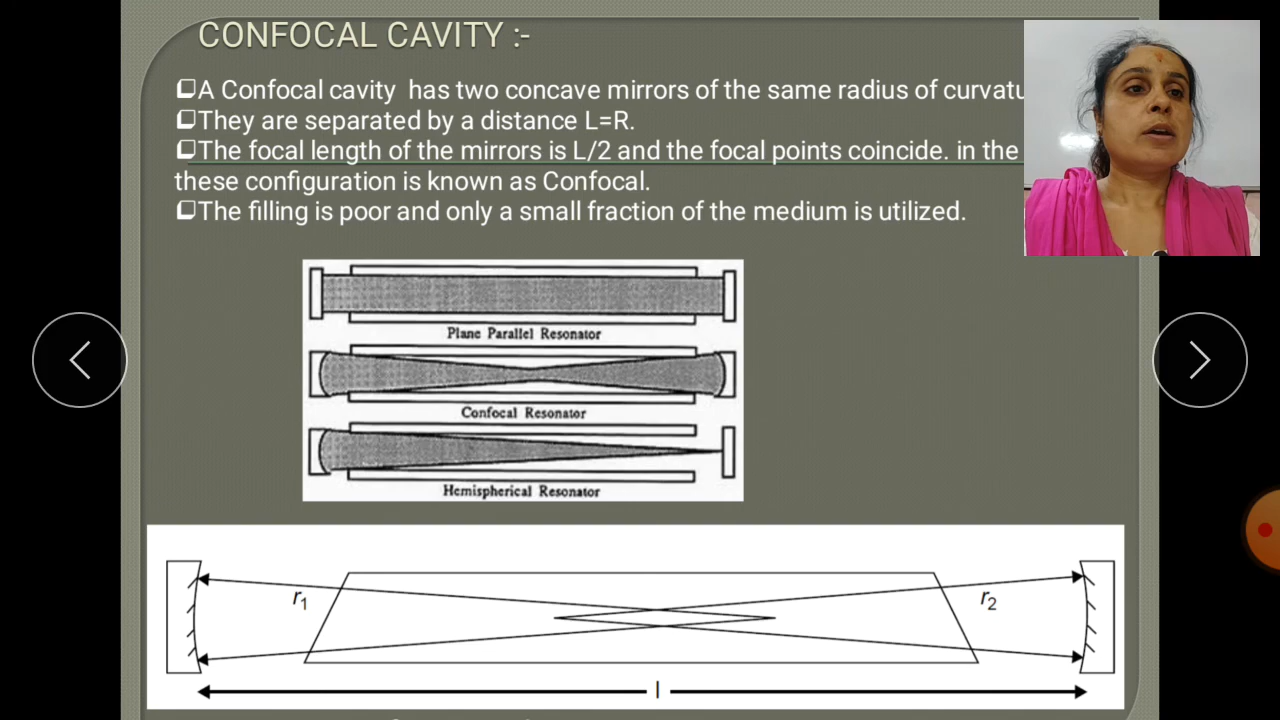 CONFOCAL CAVITY :-
❑A Confocal cavity has two concave mirrors of the same radius of curvatu
❑They are separated by a distance L=R.
❑The focal length of the mirrors is L/2 and the focal points coincide. in the
these configuration is known as Confocal.
❑The filling is poor and only a small fraction of the medium is utilized.
Plane Parallel Resonator
Confocal Resonator
Hemispherical Resonator
r1
r2
l